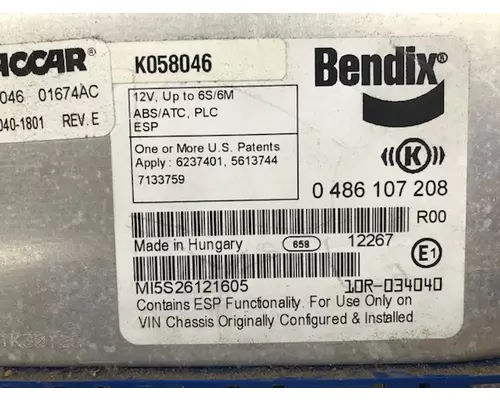 ACCAR
046 01674AC
040-1801 REV. E
K058046
12V, Up to 6S/6M
ABS/ATC, PLC
ESP
One or More U.S. Patents
Apply : 6237401, 5613744
7133759
Bendix®
((( K )))
0 486 107 208
R00
Made in Hungary
658
12267
E1
MI5S26121605
10R-034040
Contains ESP Functionality. For Use Only on
VIN Chassis Originally Configured & Installed.